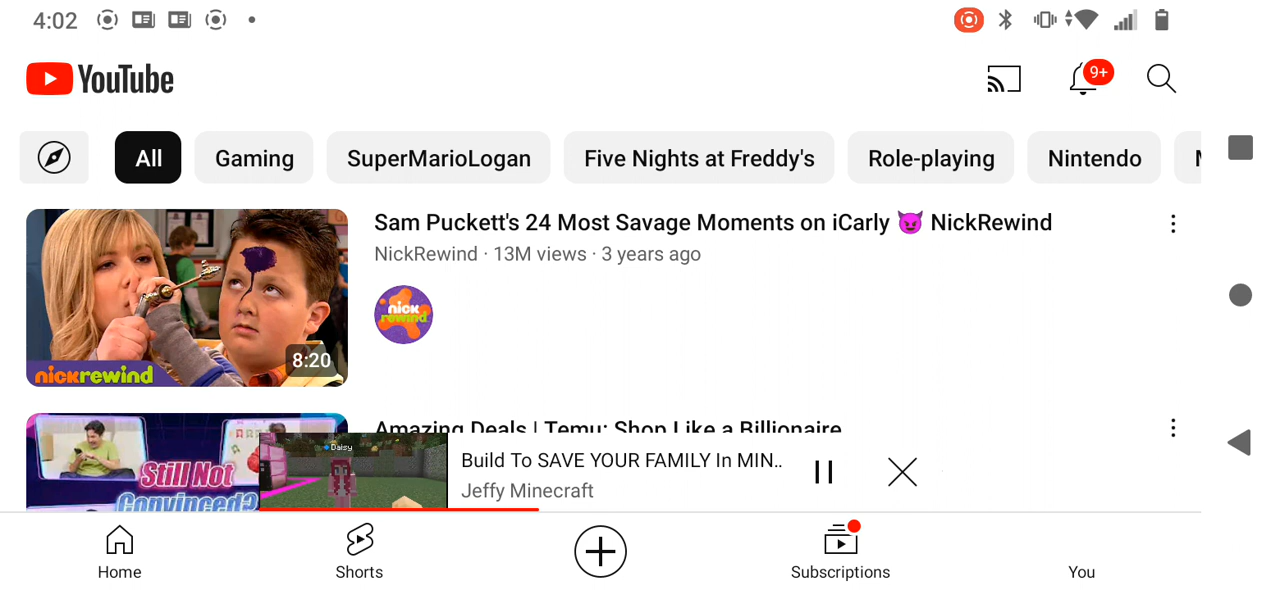 4:02
YouTube
9+
All
Gaming
SuperMarioLogan
Five Nights at Freddy's
Role-playing
Nintendo
Sam Puckett's 24 Most Savage Moments on iCarly 😈 NickRewind
NickRewind · 13M views · 3 years ago
nick
rewind
8:20
nickrewind
Amazing Deals | Temu: Shop Like a Billionaire
Still Not
Convinced?
Daisy
Build To SAVE YOUR FAMILY In MIN..
Jeffy Minecraft
Home
Shorts
Subscriptions
You